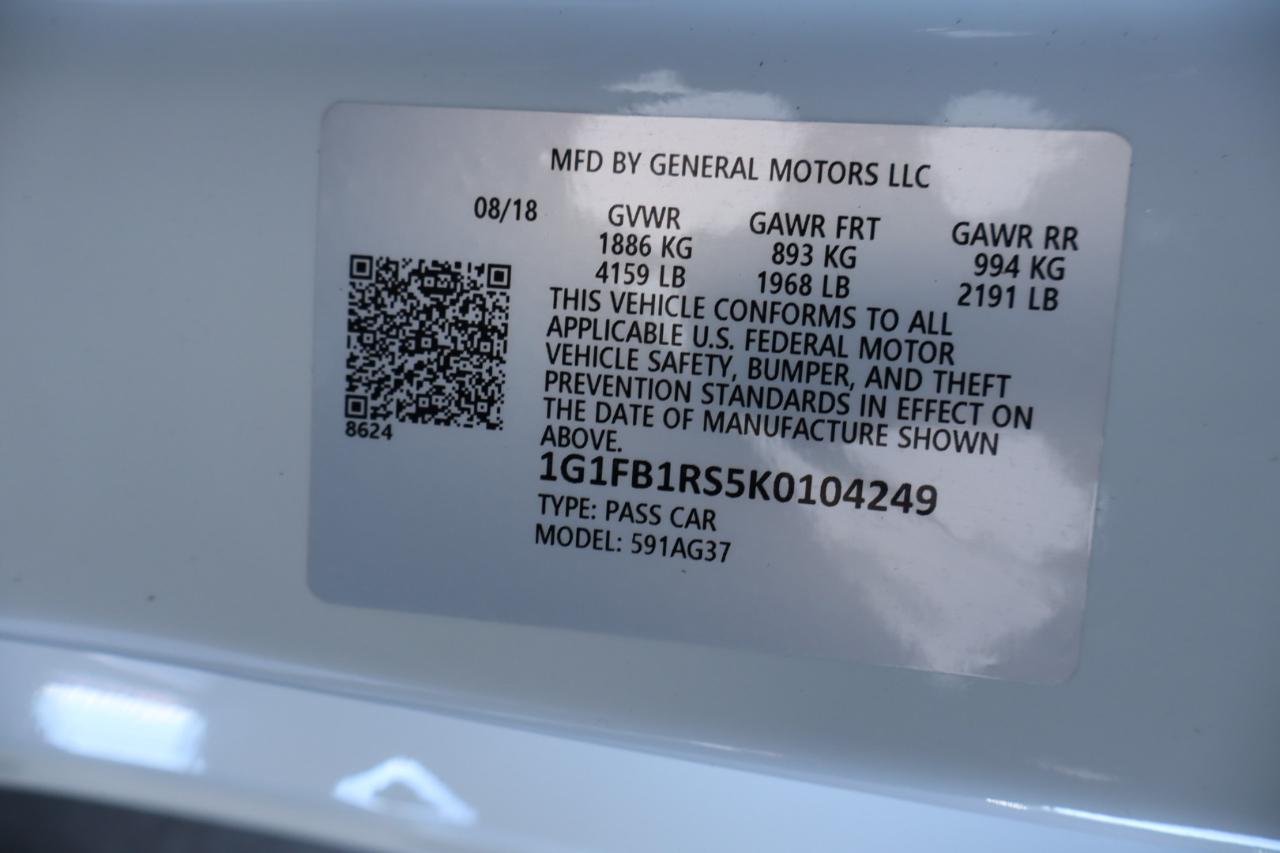 MFD BY GENERAL MOTORS LLC
08/18 GVWR GAWR FRT GAWR RR
1886 KG 893 KG 994 KG
4159 LB 1968 LB 2191 LB
THIS VEHICLE CONFORMS TO ALL
APPLICABLE U.S. FEDERAL MOTOR
VEHICLE SAFETY, BUMPER, AND THEFT
PREVENTION STANDARDS IN EFFECT ON
THE DATE OF MANUFACTURE SHOWN
ABOVE.
8624
1G1FB1RS5K0104249
TYPE: PASS CAR
MODEL: 591AG37